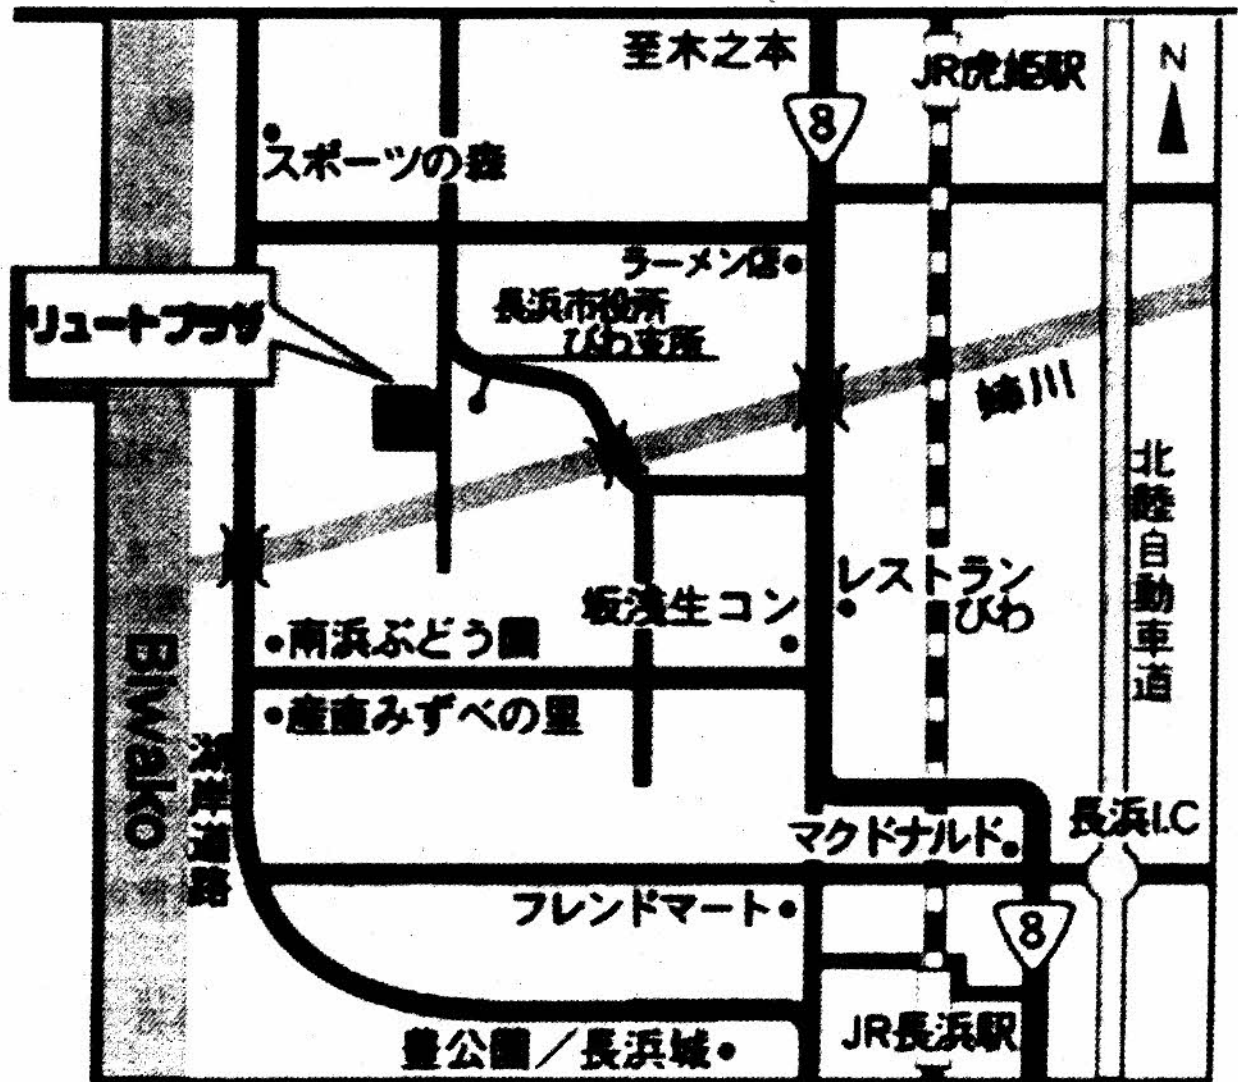 至木之本
JR虎姫駅
N
8
スポーツの森
ラーメン店
長浜市役所
びわ支所
リュートプラザ
姉川
北陸自動車道
レストラン
びわ
坂浅生コン
南浜ぶどう園
産直みずべの里
Biwako
湖岸道路
マクドナルド
長浜I.C
フレンドマート
8
JR長浜駅
豊公園／長浜城